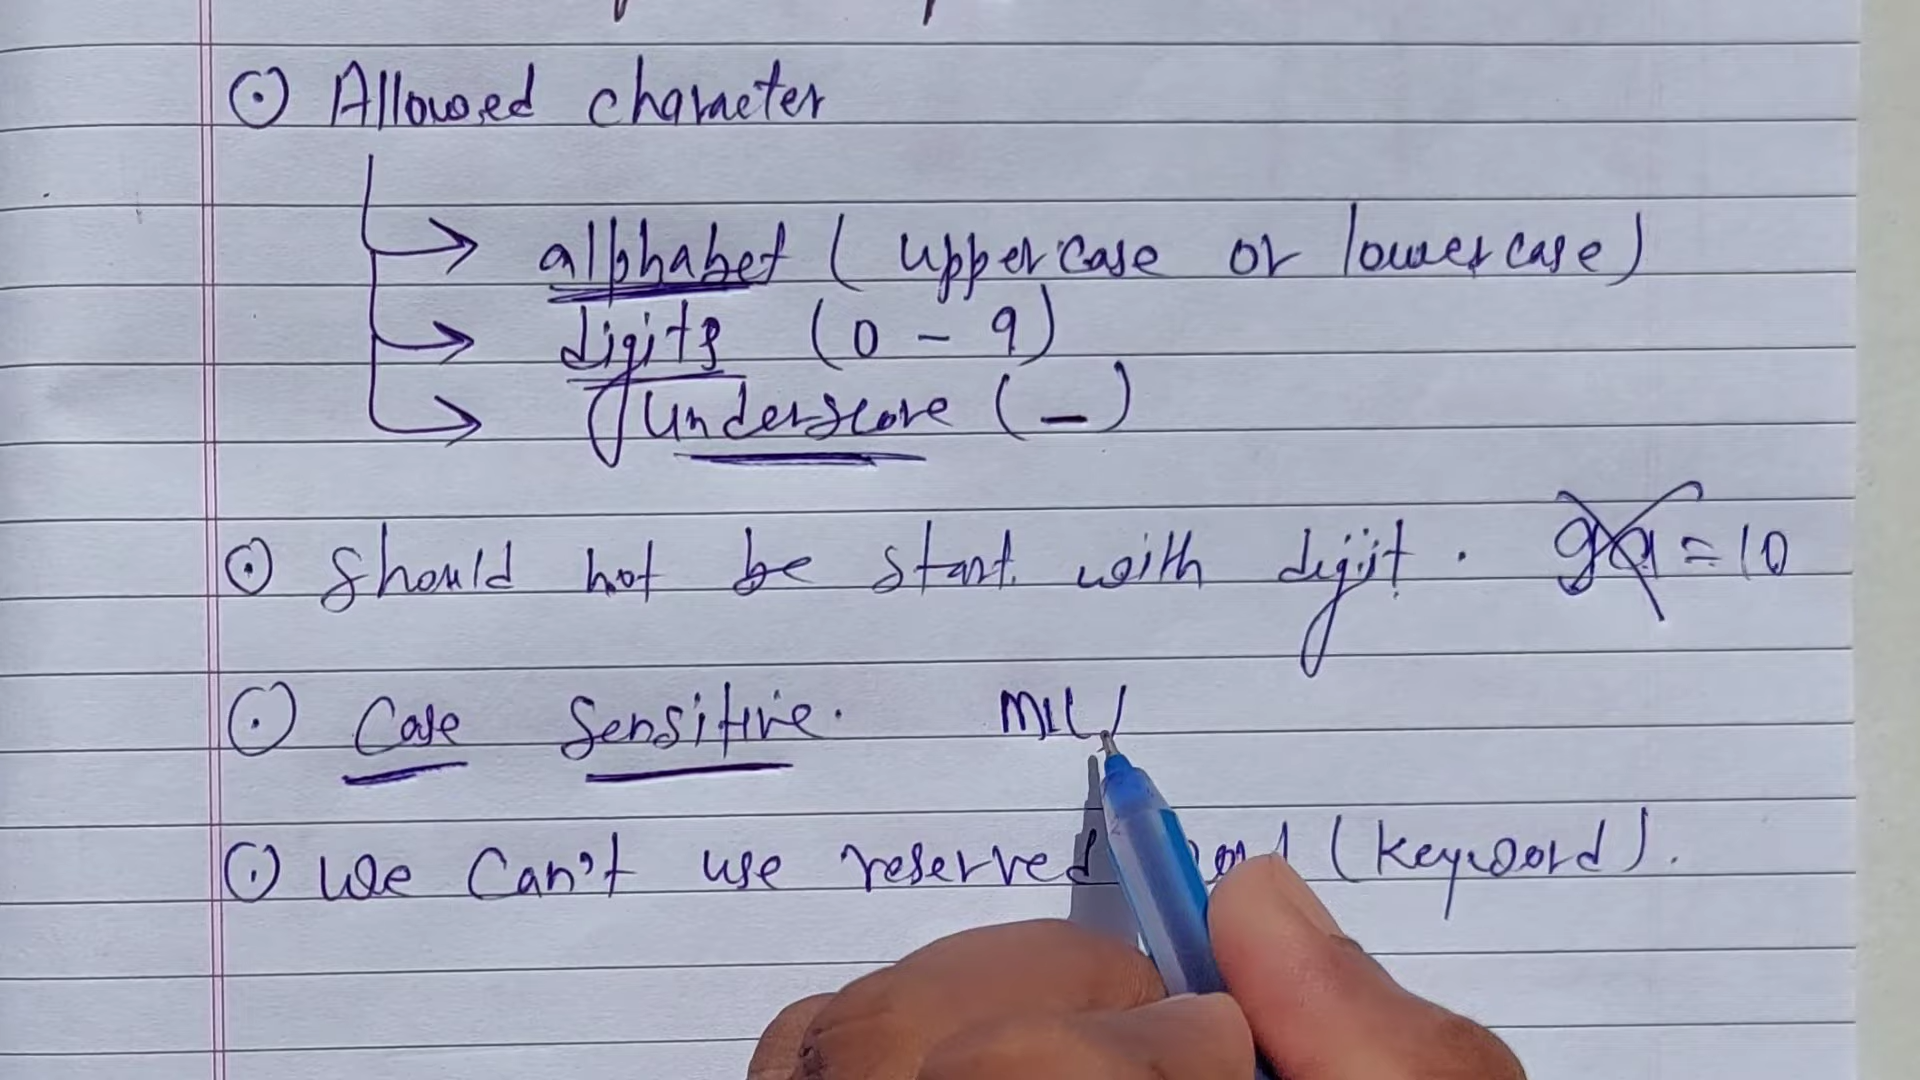 Allowed character
alphabet ( uppercase or lowercase)
digits (0 - 9)
underscore (_)
Should not be start with digit. 9a = 10
Case Sensitive.
We Can't use reserved (keyword).